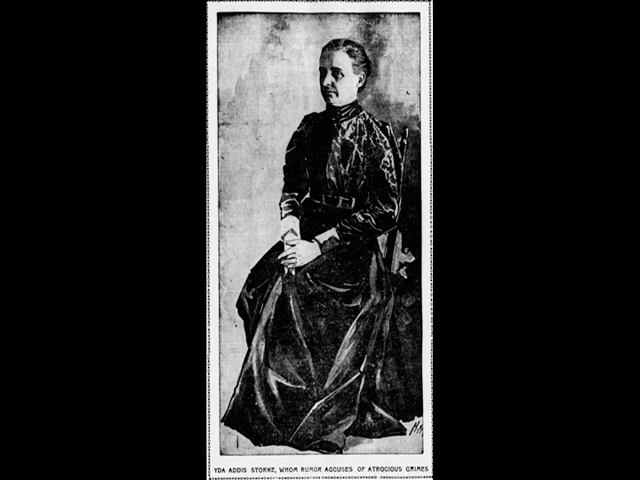 YDA ADDIS STORKE, WHOM RUMOR ACCUSES OF ATROCIOUS CRIMES